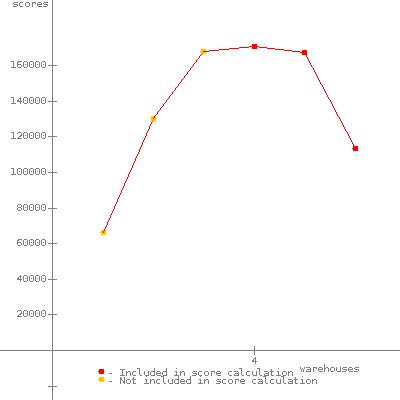 scores
160000
140000
120000
100000
80000
60000
40000
20000
4
warehouses
- Included in score calculation
- Not included in score calculation